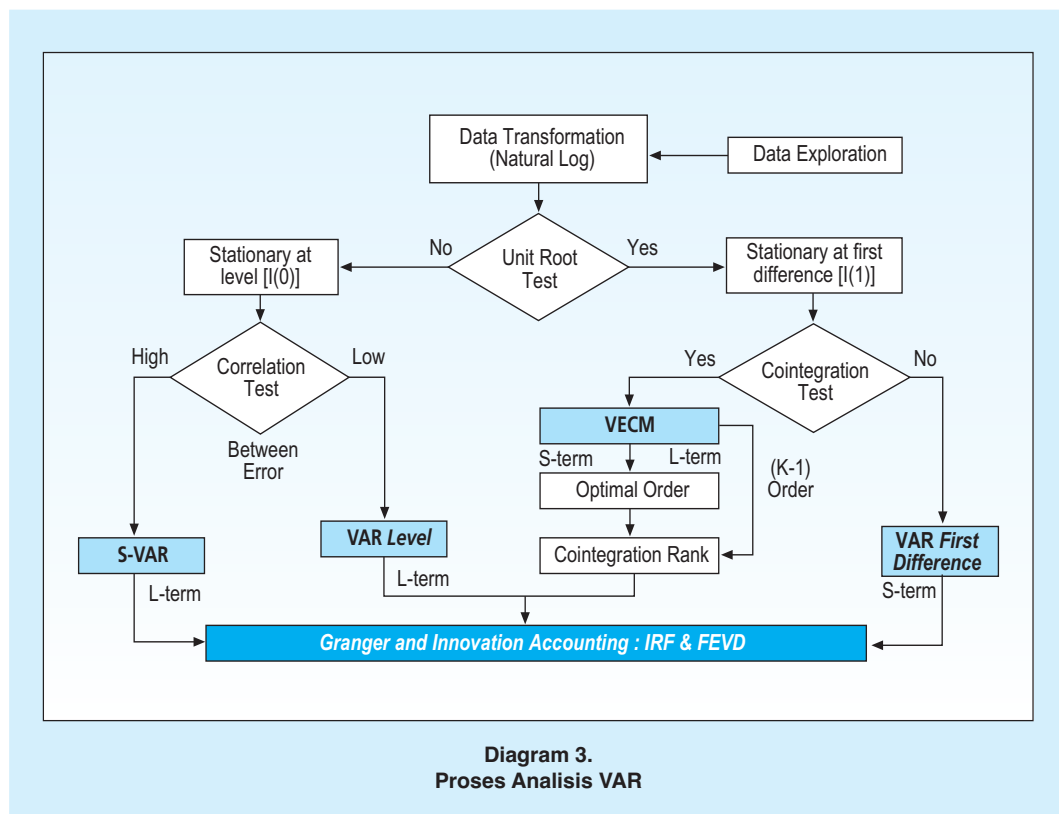 Data Transformation
(Natural Log)
Data Exploration
No
Unit Root
Test
Yes
Stationary at
level [I(0)]
Stationary at first
difference [I(1)]
High
Correlation
Test
Low
Between
Error
Yes
Cointegration
Test
No
VECM
S-term
L-term
(K-1)
Order
Optimal Order
Cointegration Rank
S-VAR
L-term
VAR Level
L-term
VAR First
Difference
S-term
Granger and Innovation Accounting : IRF & FEVD
Diagram 3.
Proses Analisis VAR